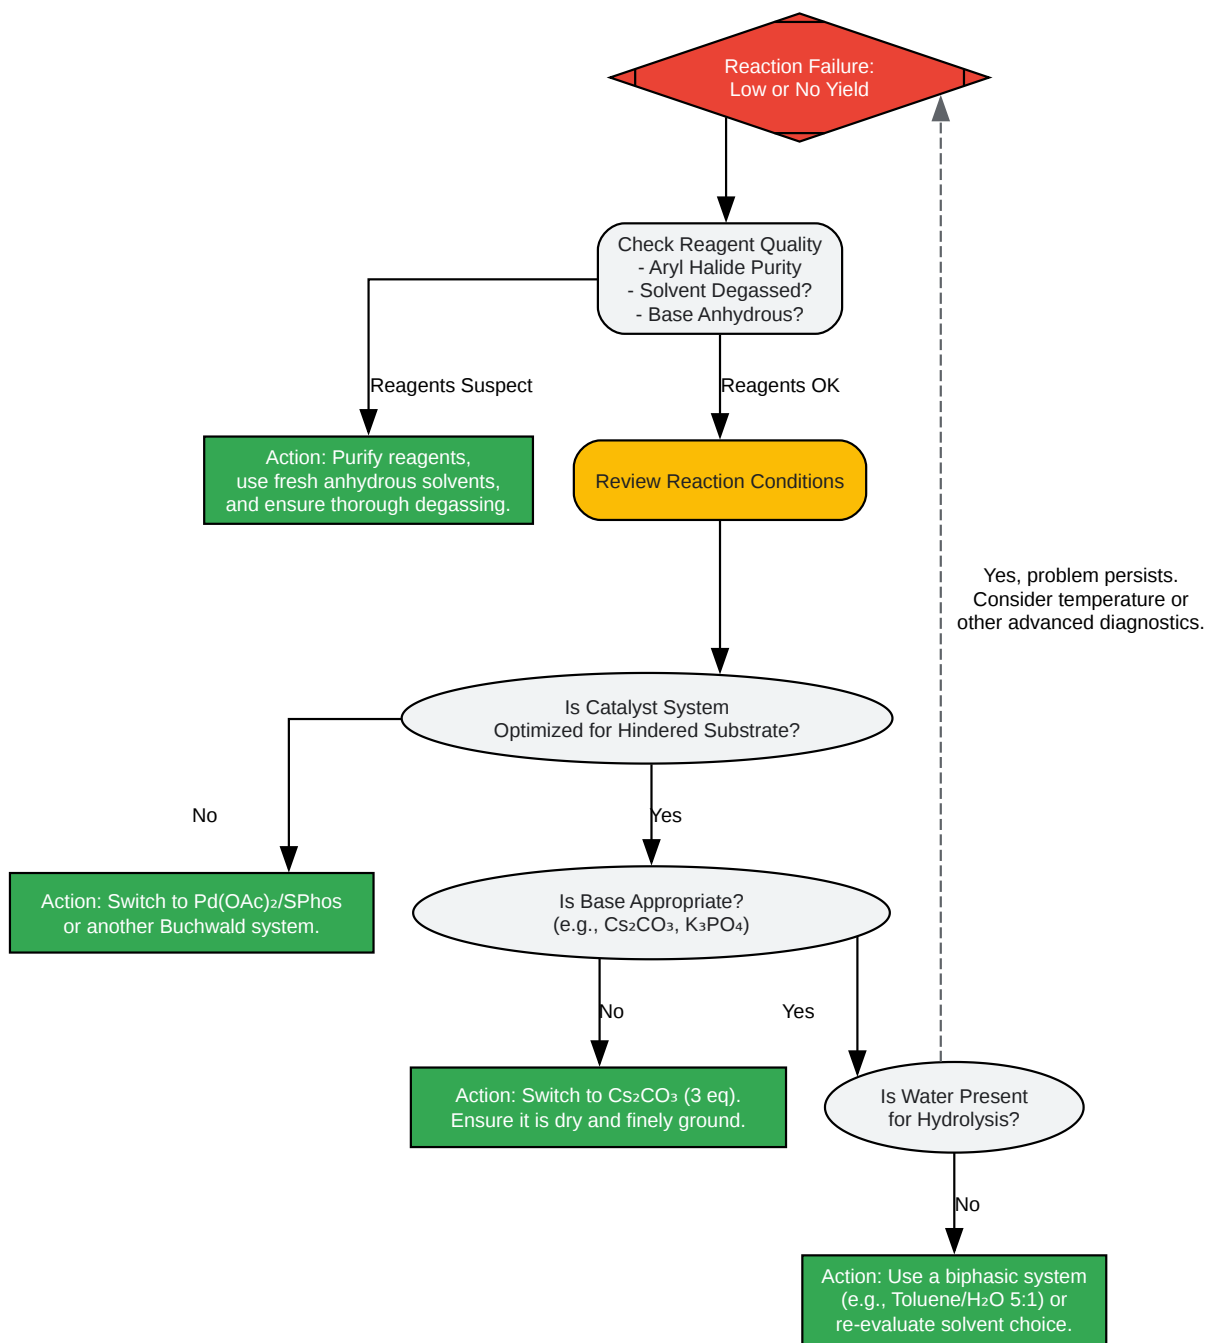 Reaction Failure:
Low or No Yield
Check Reagent Quality
- Aryl Halide Purity
- Solvent Degassed?
- Base Anhydrous?
Reagents Suspect
Reagents OK
Action: Purify reagents,
use fresh anhydrous solvents,
and ensure thorough degassing.
Review Reaction Conditions
Yes, problem persists.
Consider temperature or
other advanced diagnostics.
Is Catalyst System
Optimized for Hindered Substrate?
No
Yes
Action: Switch to Pd(OAc)₂/SPhos
or another Buchwald system.
Is Base Appropriate?
(e.g., Cs₂CO₃, K₃PO₄)
No
Yes
Action: Switch to Cs₂CO₃ (3 eq).
Ensure it is dry and finely ground.
Is Water Present
for Hydrolysis?
No
Action: Use a biphasic system
(e.g., Toluene/H₂O 5:1) or
re-evaluate solvent choice.